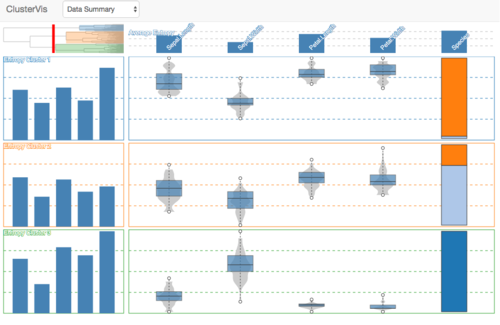 ClusterVis
Data Summary
Average Entropy
Sepal Length
Sepal Width
Petal Length
Petal Width
Species
Entropy Cluster 1
Entropy Cluster 2
Entropy Cluster 3